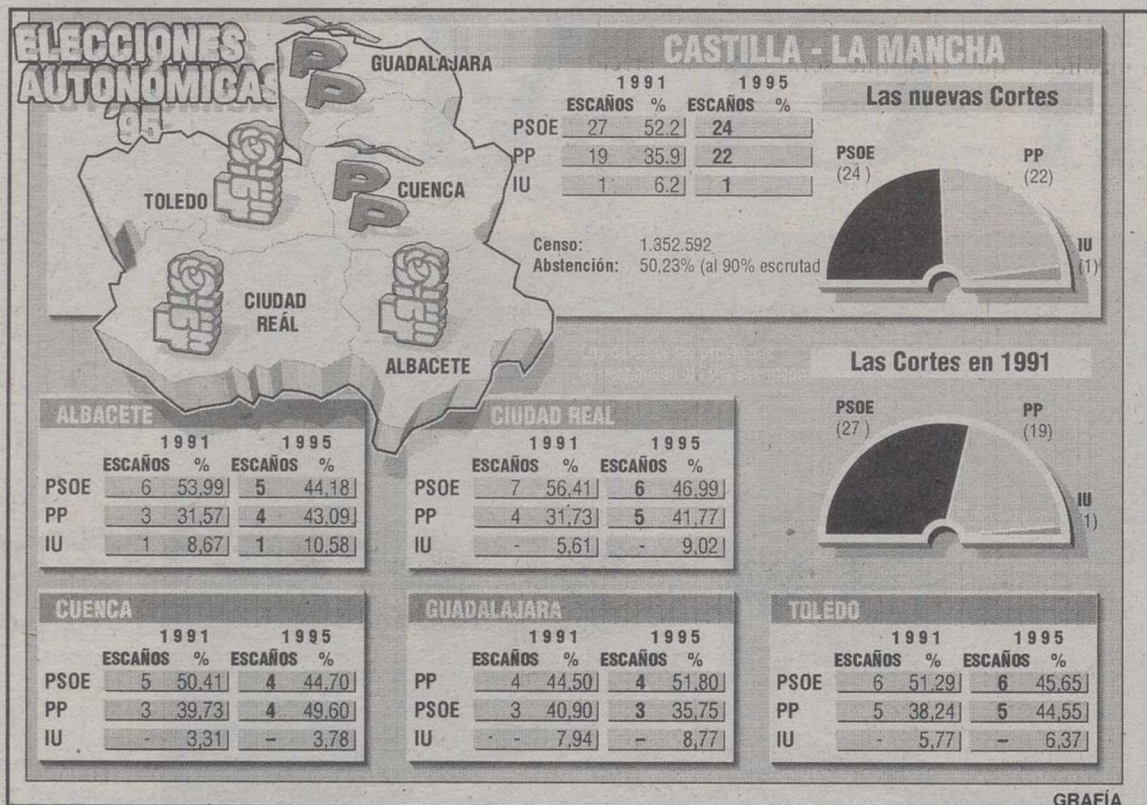 ELECCIONES
AUTONÓMICAS
'95
GUADALAJARA
TOLEDO
CUENCA
CIUDAD
REÁL
ALBACETE
PP
PP
CASTILLA - LA MANCHA
1991 1995
ESCAÑOS % ESCAÑOS %
PSOE 27 52.2 24
PP 19 35.9 22
IU 1 6.2 1
Censo: 1.352.592
Abstención: 50,23% (al 90% escrutad
Las nuevas Cortes
PSOE
(24 )
PP
(22)
IU
(1)
Las Cortes en 1991
PSOE
(27 )
PP
(19)
IU
(1)
ALBACETE
1991 1995
ESCAÑOS % ESCAÑOS %
PSOE 6 53,99 5 44,18
PP 3 31,57 4 43,09
IU 1 8,67 1 10,58
CIUDAD REAL
1991 1995
ESCAÑOS % ESCAÑOS %
PSOE 7 56,41 6 46,99
PP 4 31,73 5 41,77
IU - 5,61 - 9,02
CUENCA
1991 1995
ESCAÑOS % ESCAÑOS %
PSOE 5 50,41 4 44,70
PP 3 39,73 4 49,60
IU - 3,31 – 3,78
GUADALAJARA
1991 1995
ESCAÑOS % ESCAÑOS %
PP 4 44,50 4 51,80
PSOE 3 40,90 3 35,75
IU - 7,94 – 8,77
TOLEDO
1991 1995
ESCAÑOS % ESCAÑOS %
PSOE 6 51,29 6 45,65
PP 5 38,24 5 44,55
IU - 5,77 – 6,37
GRAFÍA